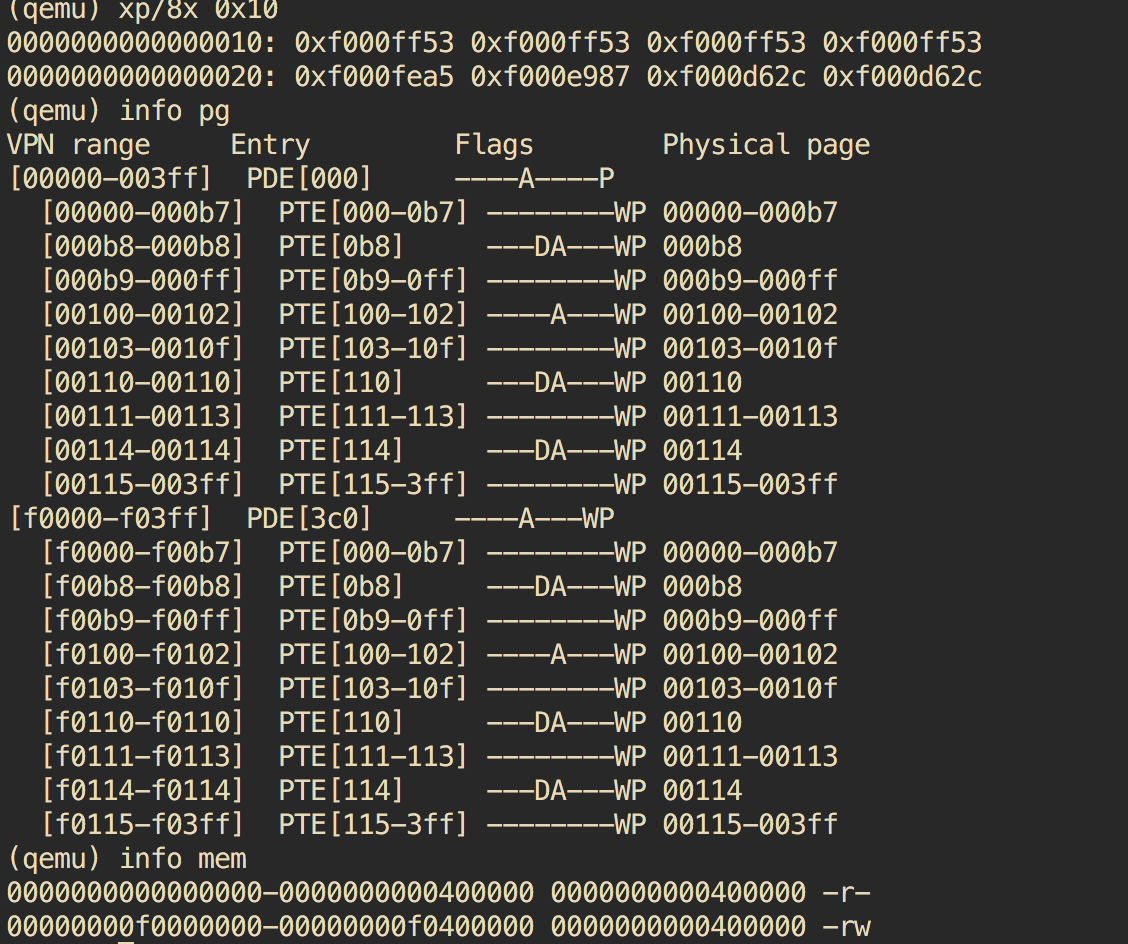 (qemu) xp/8x 0x10
0000000000000010: 0xf000ff53 0xf000ff53 0xf000ff53 0xf000ff53
0000000000000020: 0xf000fea5 0xf000e987 0xf000d62c 0xf000d62c
(qemu) info pg
VPN range     Entry         Flags        Physical page
[00000-003ff]  PDE[000]     ----A----P
  [00000-000b7]  PTE[000-0b7] --------WP 00000-000b7
  [000b8-000b8]  PTE[0b8]     ---DA---WP 000b8
  [000b9-000ff]  PTE[0b9-0ff] --------WP 000b9-000ff
  [00100-00102]  PTE[100-102] ----A---WP 00100-00102
  [00103-0010f]  PTE[103-10f] --------WP 00103-0010f
  [00110-00110]  PTE[110]     ---DA---WP 00110
  [00111-00113]  PTE[111-113] --------WP 00111-00113
  [00114-00114]  PTE[114]     ---DA---WP 00114
  [00115-003ff]  PTE[115-3ff] --------WP 00115-003ff
[f0000-f03ff]  PDE[3c0]     ----A---WP
  [f0000-f00b7]  PTE[000-0b7] --------WP 00000-000b7
  [f00b8-f00b8]  PTE[0b8]     ---DA---WP 000b8
  [f00b9-f00ff]  PTE[0b9-0ff] --------WP 000b9-000ff
  [f0100-f0102]  PTE[100-102] ----A---WP 00100-00102
  [f0103-f010f]  PTE[103-10f] --------WP 00103-0010f
  [f0110-f0110]  PTE[110]     ---DA---WP 00110
  [f0111-f0113]  PTE[111-113] --------WP 00111-00113
  [f0114-f0114]  PTE[114]     ---DA---WP 00114
  [f0115-f03ff]  PTE[115-3ff] --------WP 00115-003ff
(qemu) info mem
0000000000000000-0000000000400000 0000000000400000 -r-
00000000f0000000-00000000f0400000 0000000000400000 -rw